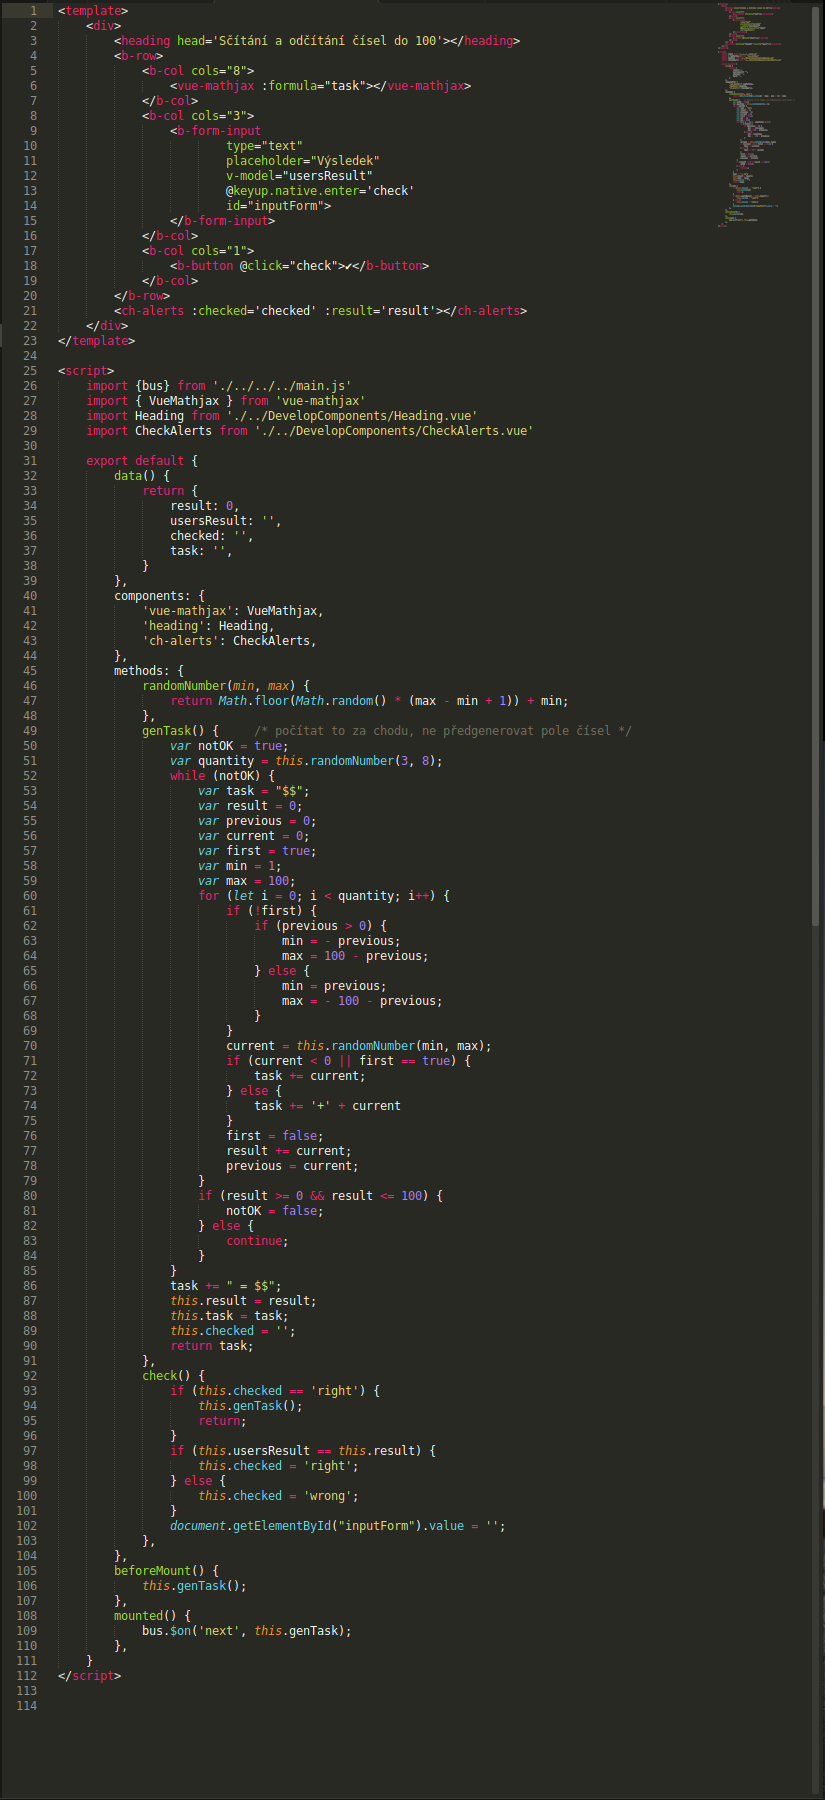 1 <template>
2 <div>
3 <heading head='Sčítání a odčítání čísel do 100'></heading>
4 <b-row>
5 <b-col cols="8">
6 <vue-mathjax :formula="task"></vue-mathjax>
7 </b-col>
8 <b-col cols="3">
9 <b-form-input
10 type="text"
11 placeholder="Výsledek"
12 v-model="usersResult"
13 @keyup.native.enter='check'
14 id="inputForm">
15 </b-form-input>
16 </b-col>
17 <b-col cols="1">
18 <b-button @click="check">✔</b-button>
19 </b-col>
20 </b-row>
21 <ch-alerts :checked='checked' :result='result'></ch-alerts>
22 </div>
23 </template>
24
25 <script>
26 import {bus} from './../../../main.js'
27 import { VueMathjax } from 'vue-mathjax'
28 import Heading from './../DevelopComponents/Heading.vue'
29 import CheckAlerts from './../DevelopComponents/CheckAlerts.vue'
30
31 export default {
32 data() {
33 return {
34 result: 0,
35 usersResult: '',
36 checked: '',
37 task: '',
38 }
39 },
40 components: {
41 'vue-mathjax': VueMathjax,
42 'heading': Heading,
43 'ch-alerts': CheckAlerts,
44 },
45 methods: {
46 randomNumber(min, max) {
47 return Math.floor(Math.random() * (max - min + 1)) + min;
48 },
49 genTask() { /* počítat to za chodu, ne předgenerovat pole čísel */
50 var notOK = true;
51 var quantity = this.randomNumber(3, 8);
52 while (notOK) {
53 var task = "$$";
54 var result = 0;
55 var previous = 0;
56 var current = 0;
57 var first = true;
58 var min = 1;
59 var max = 100;
60 for (let i = 0; i < quantity; i++) {
61 if (!first) {
62 if (previous > 0) {
63 min = - previous;
64 max = 100 - previous;
65 } else {
66 min = previous;
67 max = - 100 - previous;
68 }
69 }
70 current = this.randomNumber(min, max);
71 if (current < 0 || first == true) {
72 task += current;
73 } else {
74 task += '+' + current
75 }
76 first = false;
77 result += current;
78 previous = current;
79 }
80 if (result >= 0 && result <= 100) {
81 notOK = false;
82 } else {
83 continue;
84 }
85 }
86 task += " = $$";
87 this.result = result;
88 this.task = task;
89 this.checked = '';
90 return task;
91 },
92 check() {
93 if (this.checked == 'right') {
94 this.genTask();
95 return;
96 }
97 if (this.usersResult == this.result) {
98 this.checked = 'right';
99 } else {
100 this.checked = 'wrong';
101 }
102 document.getElementById("inputForm").value = '';
103 },
104 },
105 beforeMount() {
106 this.genTask();
107 },
108 mounted() {
109 bus.$on('next', this.genTask);
110 },
111 }
112 </script>
113
114